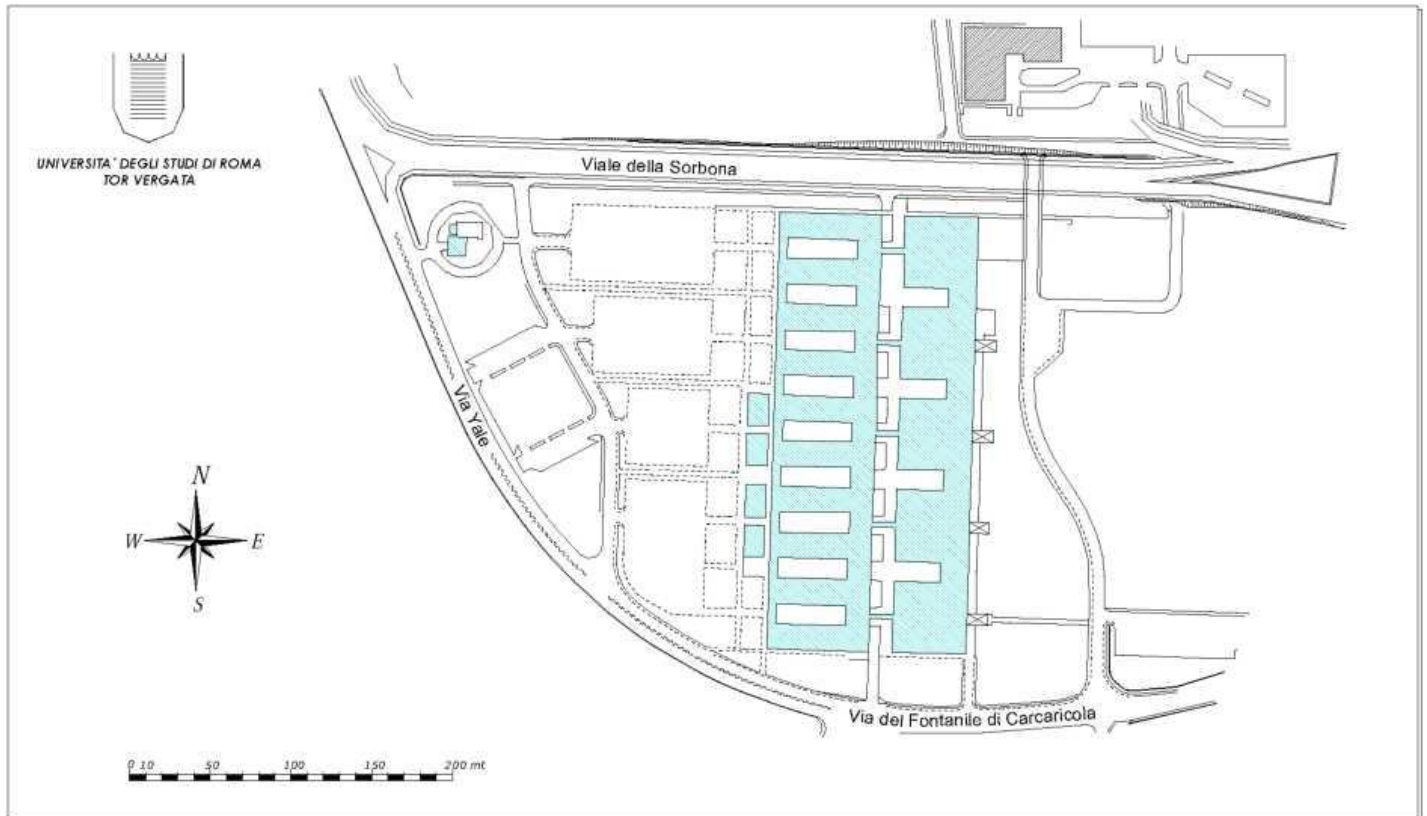 UNIVERSITA' DEGLI STUDI DI ROMA
TOR VERGATA
Viale della Sorbona
Via Yale
N
W E
S
Via del Fontanile di Carcaricola
0 10 50 100 150 200 mt